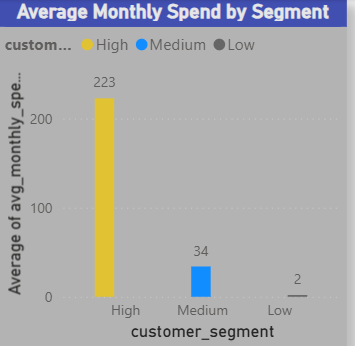 Average Monthly Spend by Segment
custom... High Medium Low
Average of avg_monthly_spe...
223
200
100
34
2
0
High Medium Low
customer_segment